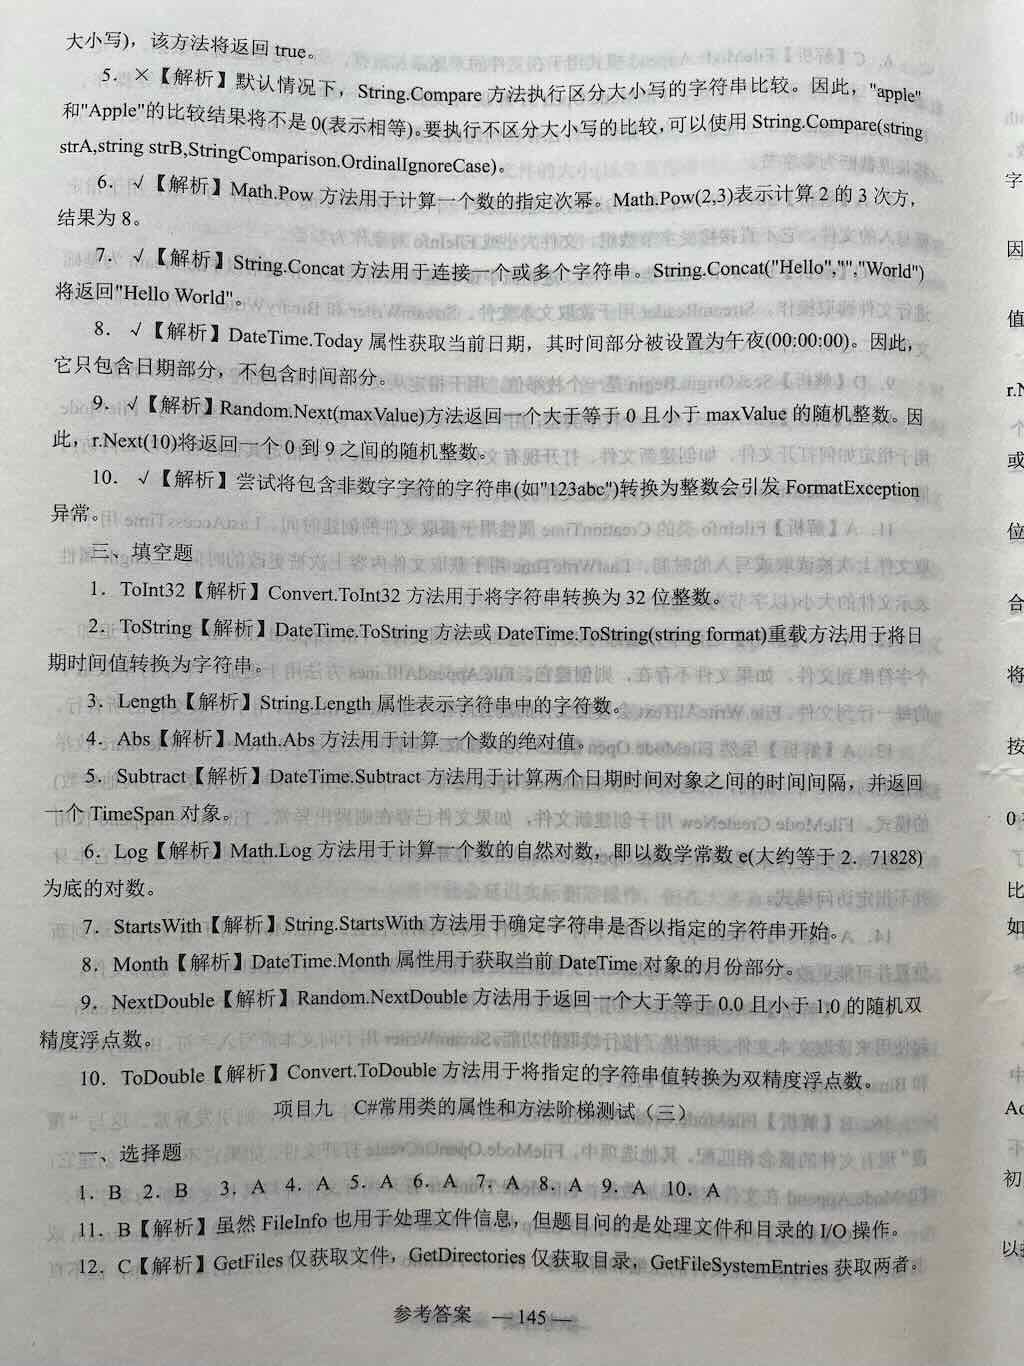 大小写)，该方法将返回 true。
5．×【解析】默认情况下，String.Compare 方法执行区分大小写的字符串比较。因此，"apple"
和"Apple"的比较结果将不是 0(表示相等)。要执行不区分大小写的比较,可以使用 String.Compare(string
strA,string strB,StringComparison.OrdinalIgnoreCase)。
6．√【解析】Math.Pow 方法用于计算一个数的指定次幂。Math.Pow(2,3)表示计算 2 的 3 次方，
结果为 8。
7．√【解析】String.Concat 方法用于连接一个或多个字符串。String.Concat("Hello","","World")
将返回"Hello World"。
8．√【解析】DateTime.Today 属性获取当前日期，其时间部分被设置为午夜(00:00:00)。因此，
它只包含日期部分，不包含时间部分。
9．√【解析】Random.Next(maxValue)方法返回一个大于等于 0 且小于 maxValue 的随机整数。因
此，r.Next(10)将返回一个 0 到 9 之间的随机整数。
10．√【解析】尝试将包含非数字字符的字符串(如"123abc")转换为整数会引发 FormatException
异常。
三、填空题
1．ToInt32【解析】Convert.ToInt32 方法用于将字符串转换为 32 位整数。
2．ToString【解析】DateTime.ToString 方法或 DateTime.ToString(string format)重载方法用于将日
期时间值转换为字符串。
3．Length【解析】String.Length 属性表示字符串中的字符数。
4．Abs【解析】Math.Abs 方法用于计算一个数的绝对值。
5．Subtract【解析】DateTime.Subtract 方法用于计算两个日期时间对象之间的时间间隔，并返回
一个 TimeSpan 对象。
6．Log【解析】Math.Log 方法用于计算一个数的自然对数，即以数学常数 e(大约等于 2．71828)
为底的对数。
7．StartsWith【解析】String.StartsWith 方法用于确定字符串是否以指定的字符串开始。
8．Month【解析】DateTime.Month 属性用于获取当前 DateTime 对象的月份部分。
9．NextDouble【解析】Random.NextDouble 方法用于返回一个大于等于 0.0 且小于 1.0 的随机双
精度浮点数。
10．ToDouble【解析】Convert.ToDouble 方法用于将指定的字符串值转换为双精度浮点数。
项目九 C#常用类的属性和方法阶梯测试（三）
一、选择题
1．B 2．B 3．A 4．A 5．A 6．A 7．A 8．A 9．A 10．A
11．B【解析】虽然 FileInfo 也用于处理文件信息，但题目问的是处理文件和目录的 I/O 操作。
12．C【解析】GetFiles 仅获取文件，GetDirectories 仅获取目录，GetFileSystemEntries 获取两者。
参考答案 — 145 —
字
因
值
r.N
个
或
位
合
将
按
比
如
中
初
以